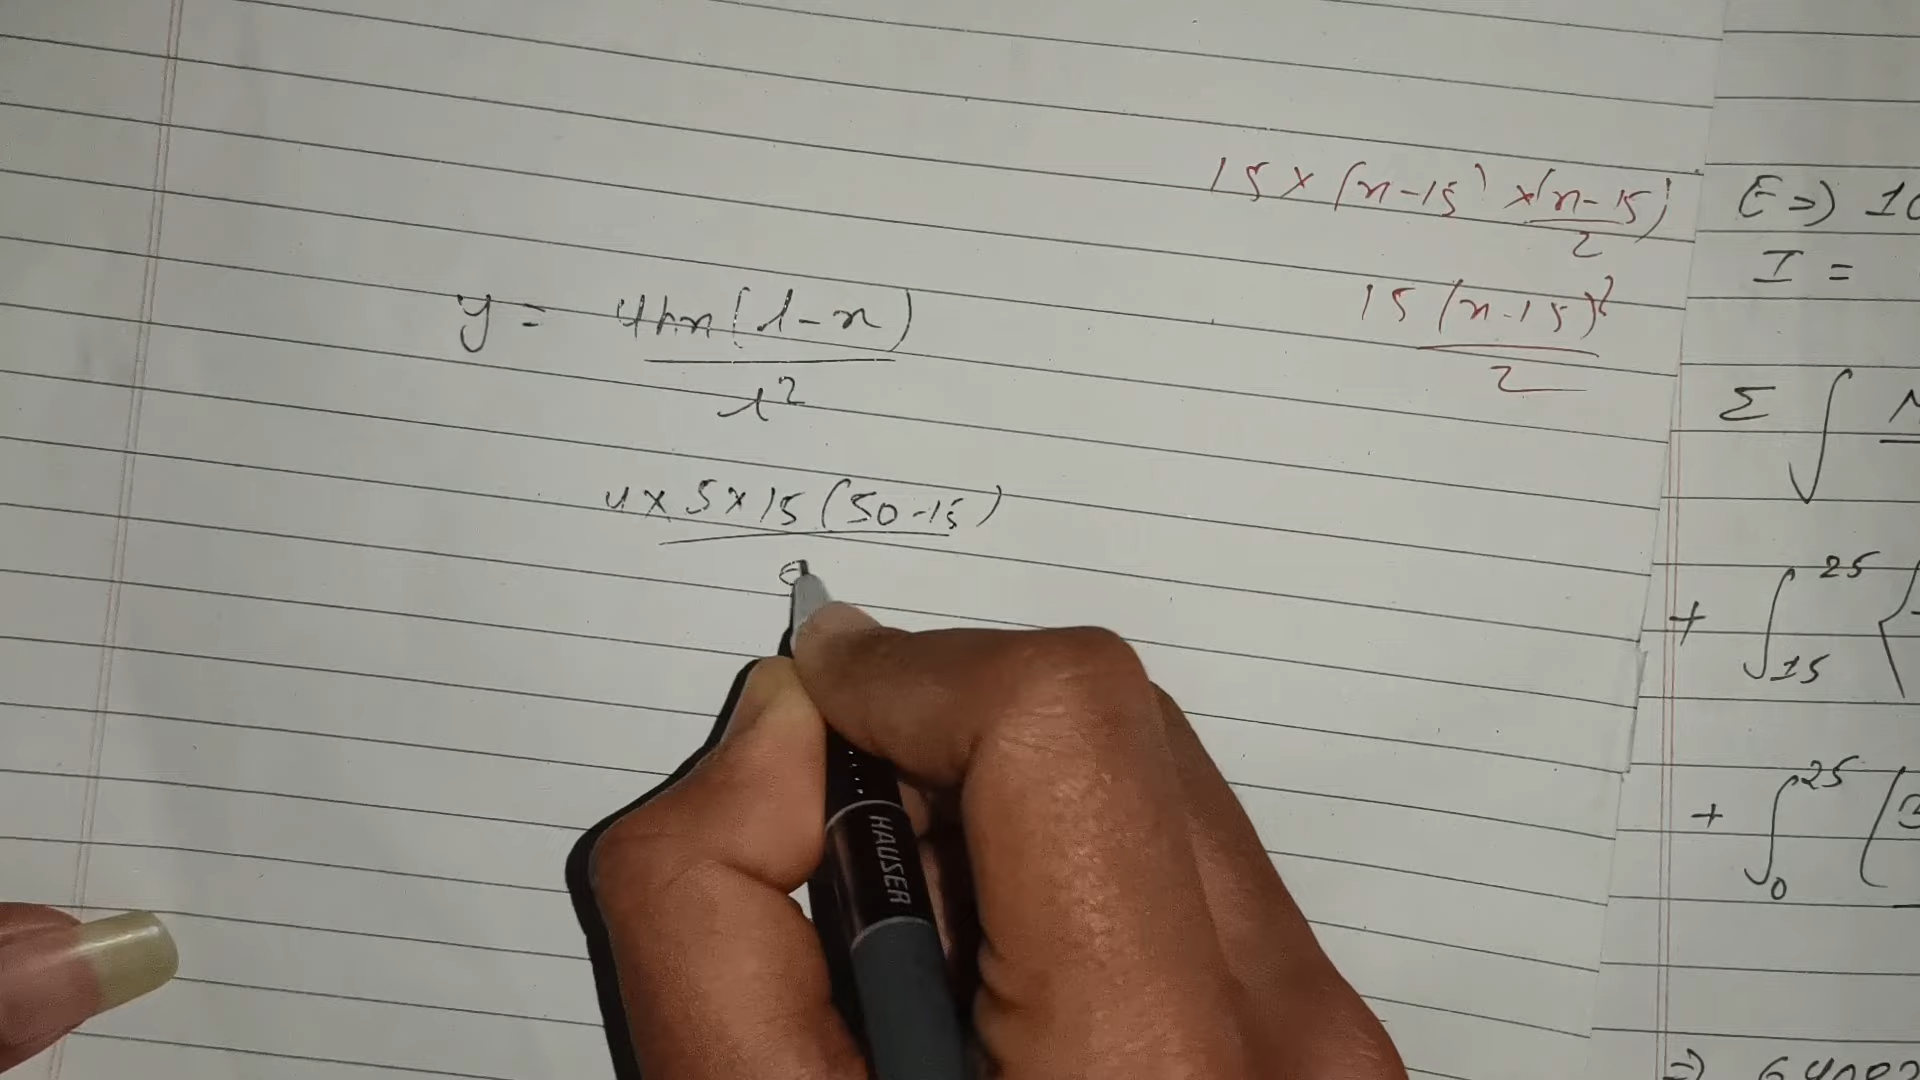 15 × (x-15) × (x-15)
2
15 (x-15)²
2
y = 4hx(l-x)
l²
4 × 5 × 15 (50-15)
HAUSER
E ⇒) 10
I =
Σ ∫
+ ∫ 25
15
+ ∫ 25 (
0
⇒)